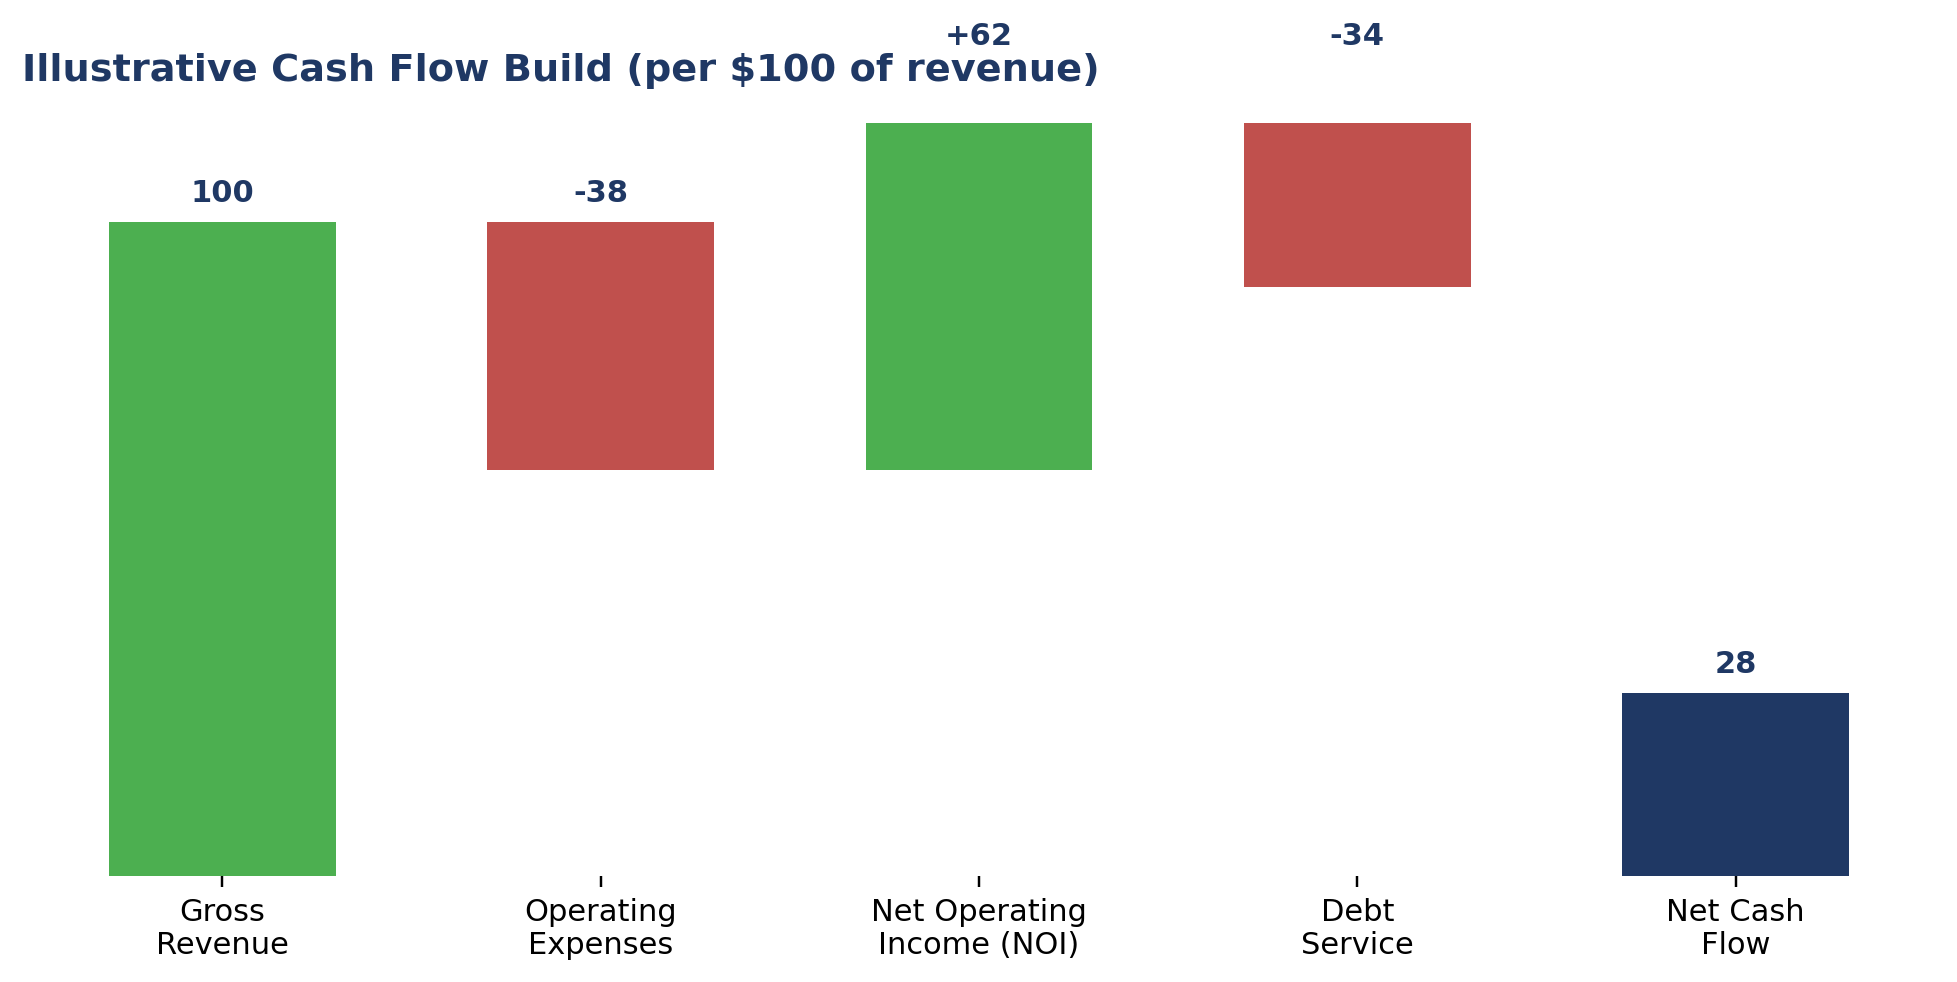 +62
-34
Illustrative Cash Flow Build (per $100 of revenue)
100
-38
28
Gross
Revenue
Operating
Expenses
Net Operating
Income (NOI)
Debt
Service
Net Cash
Flow